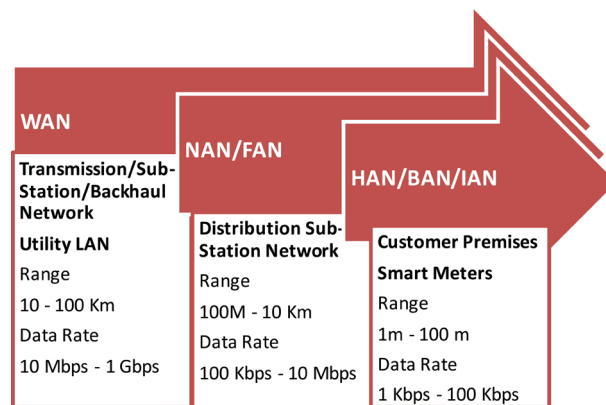 WAN
Transmission/Sub-
Station/Backhaul
Network
Utility LAN
Range
10 - 100 Km
Data Rate
10 Mbps - 1 Gbps
NAN/FAN
Distribution Sub-
Station Network
Range
100M - 10 Km
Data Rate
100 Kbps - 10 Mbps
HAN/BAN/IAN
Customer Premises
Smart Meters
Range
1m - 100 m
Data Rate
1 Kbps - 100 Kbps